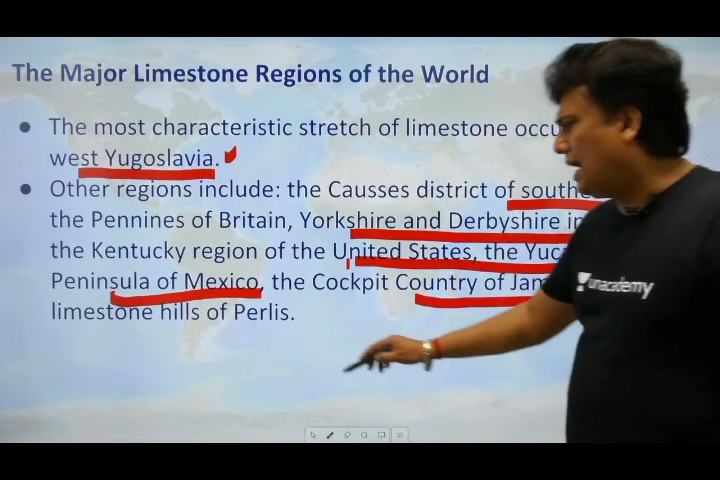 The Major Limestone Regions of the World
● The most characteristic stretch of limestone occu
west Yugoslavia.
● Other regions include: the Causses district of southe
the Pennines of Britain, Yorkshire and Derbyshire in
the Kentucky region of the United States, the Yuc
Peninsula of Mexico, the Cockpit Country of Jam
limestone hills of Perlis.
unacademy